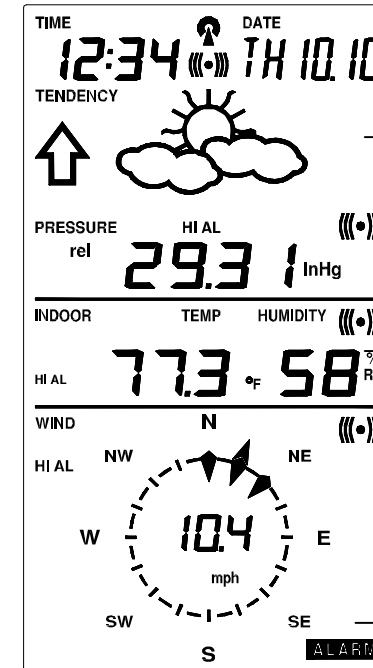 TIME DATE
12:34 TH 10.10
TENDENCY
PRESSURE HI AL
rel
29.31 InHg
INDOOR TEMP HUMIDITY
HI AL 77.3 °F 58 %
WIND N
HI AL NW NE
W 10.4 E
mph
SW SE
S
ALARM